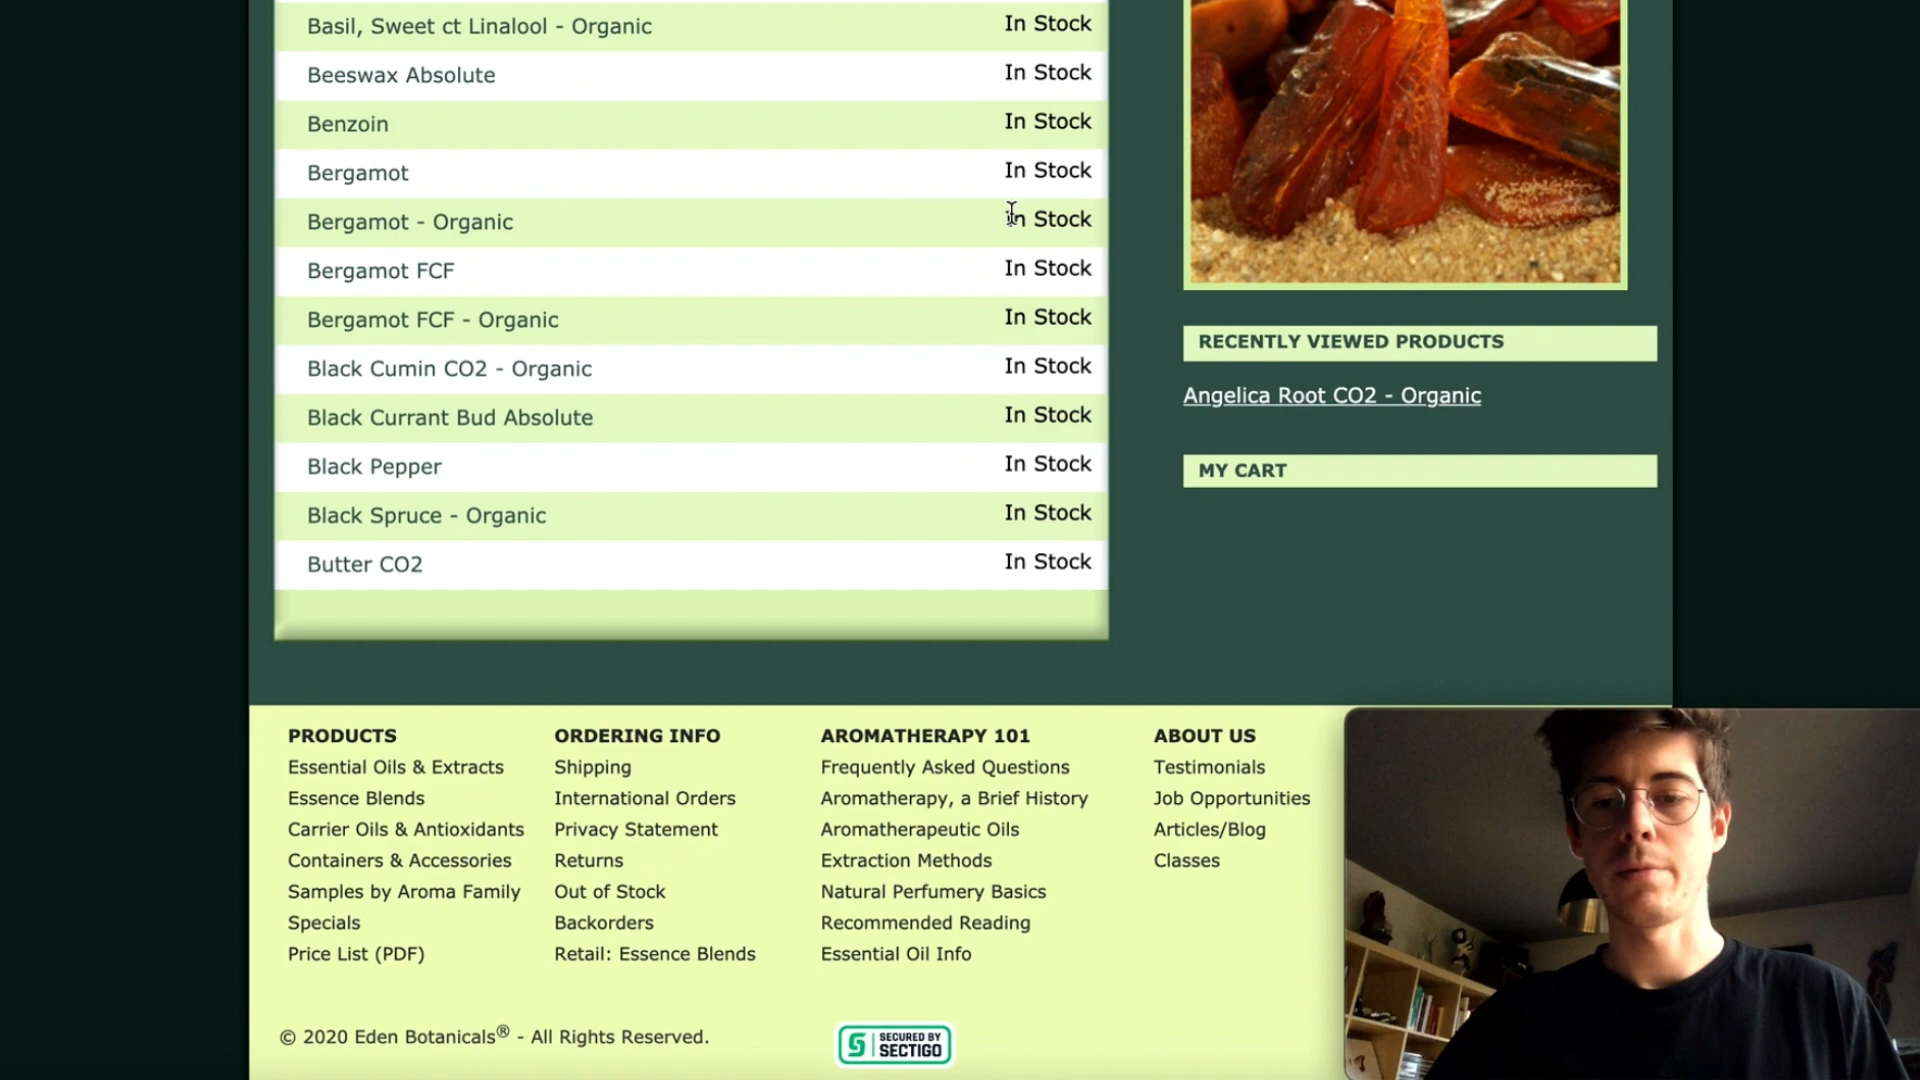 Basil, Sweet ct Linalool - Organic In Stock
Beeswax Absolute In Stock
Benzoin In Stock
Bergamot In Stock
Bergamot - Organic In Stock
Bergamot FCF In Stock
Bergamot FCF - Organic In Stock
Black Cumin CO2 - Organic In Stock
Black Currant Bud Absolute In Stock
Black Pepper In Stock
Black Spruce - Organic In Stock
Butter CO2 In Stock
RECENTLY VIEWED PRODUCTS
Angelica Root CO2 - Organic
MY CART
PRODUCTS
Essential Oils & Extracts
Essence Blends
Carrier Oils & Antioxidants
Containers & Accessories
Samples by Aroma Family
Specials
Price List (PDF)
ORDERING INFO
Shipping
International Orders
Privacy Statement
Returns
Out of Stock
Backorders
Retail: Essence Blends
AROMATHERAPY 101
Frequently Asked Questions
Aromatherapy, a Brief History
Aromatherapeutic Oils
Extraction Methods
Natural Perfumery Basics
Recommended Reading
Essential Oil Info
ABOUT US
Testimonials
Job Opportunities
Articles/Blog
Classes
© 2020 Eden Botanicals® - All Rights Reserved.
S SECURED BY
SECTIGO